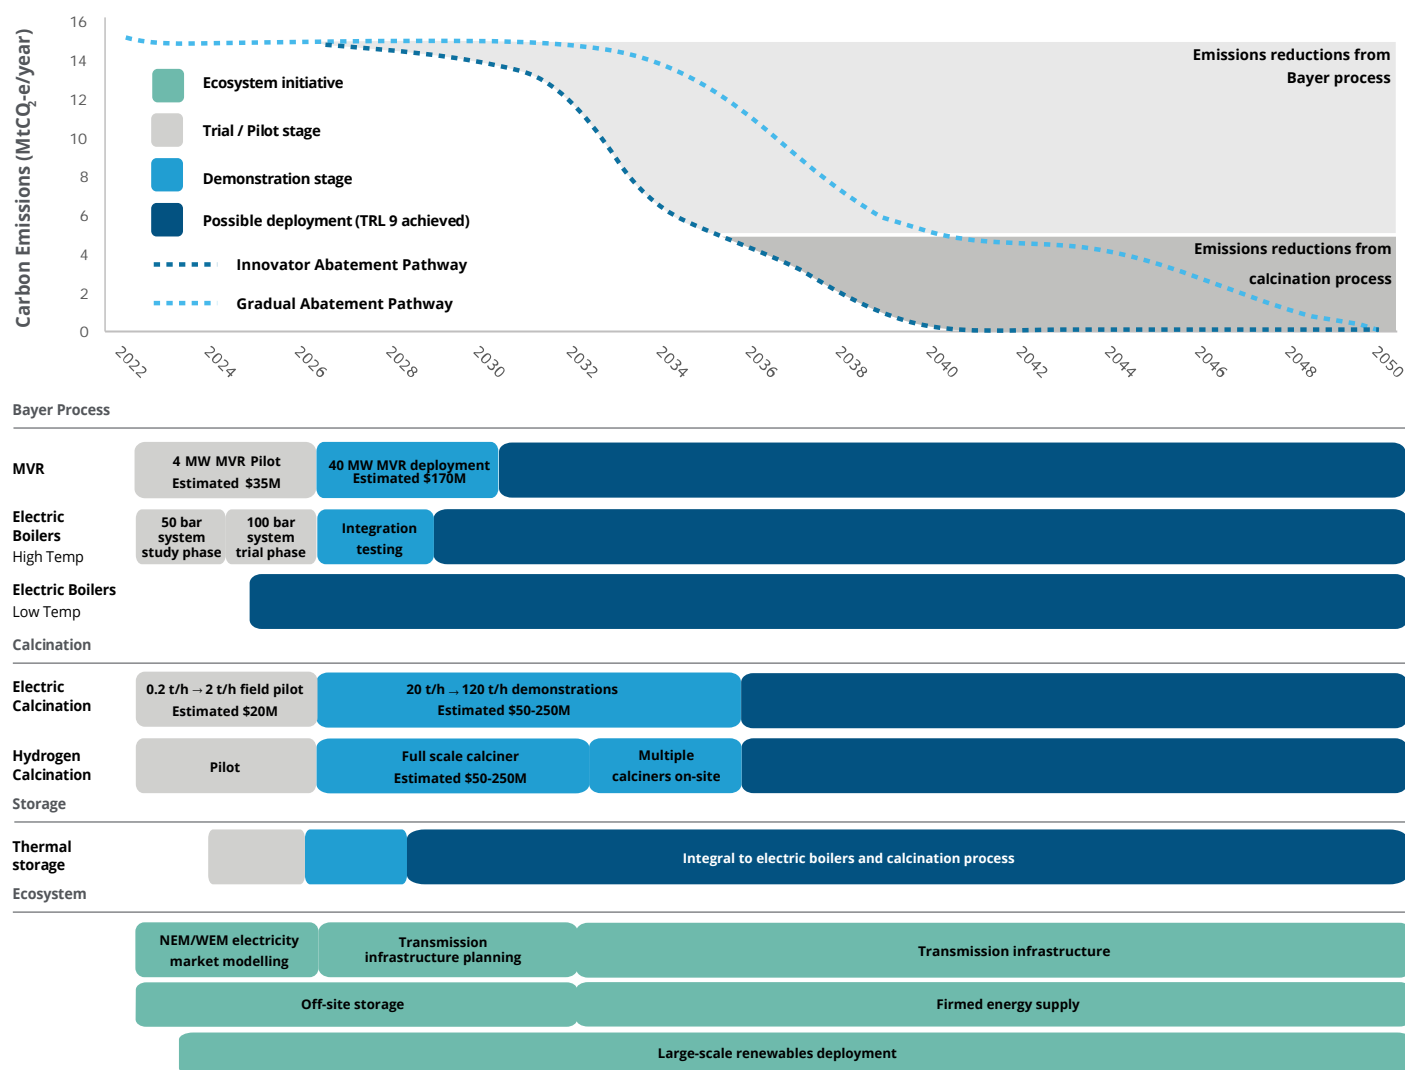 Carbon Emissions (MtCO2-e/year)
16
14
12
10
8
6
4
2
0
Emissions reductions from
Bayer process
Ecosystem initiative
Trial / Pilot stage
Demonstration stage
Possible deployment (TRL 9 achieved)
Innovator Abatement Pathway
Gradual Abatement Pathway
Emissions reductions from
calcination process
2022
2024
2026
2028
2030
2032
2034
2036
2038
2040
2042
2044
2046
2048
2050
Bayer Process
MVR
4 MW MVR Pilot
Estimated $35M
40 MW MVR deployment
Estimated $170M
Electric
Boilers
High Temp
50 bar
system
study phase
100 bar
system
trial phase
Integration
testing
Electric Boilers
Low Temp
Calcination
Electric
Calcination
0.2 t/h→2 t/h field pilot
Estimated $20M
20 t/h→120 t/h demonstrations
Estimated $50-250M
Hydrogen
Calcination
Pilot
Full scale calciner
Estimated $50-250M
Multiple
calciners on-site
Storage
Thermal
storage
Integral to electric boilers and calcination process
Ecosystem
NEM/WEM electricity
market modelling
Transmission
infrastructure planning
Transmission infrastructure
Off-site storage
Firmed energy supply
Large-scale renewables deployment